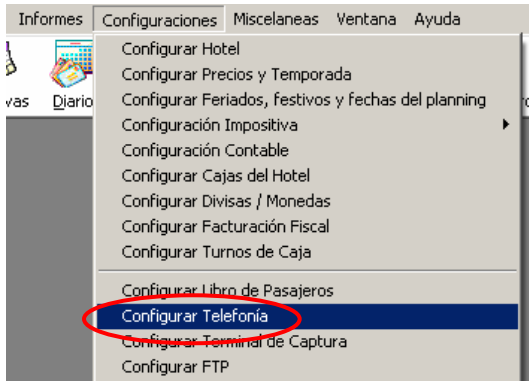 Informes Configuraciones Miscelaneas Ventana Ayuda
Configurar Hotel
Configurar Precios y Temporada
vas Diario Configurar Feriados, festivos y fechas del planning
Configuración Impositiva
Configuración Contable
Configurar Cajas del Hotel
Configurar Divisas / Monedas
Configurar Facturación Fiscal
Configurar Turnos de Caja
Configurar Libro de Pasajeros
Configurar Telefonía
Configurar Terminal de Captura
Configurar FTP